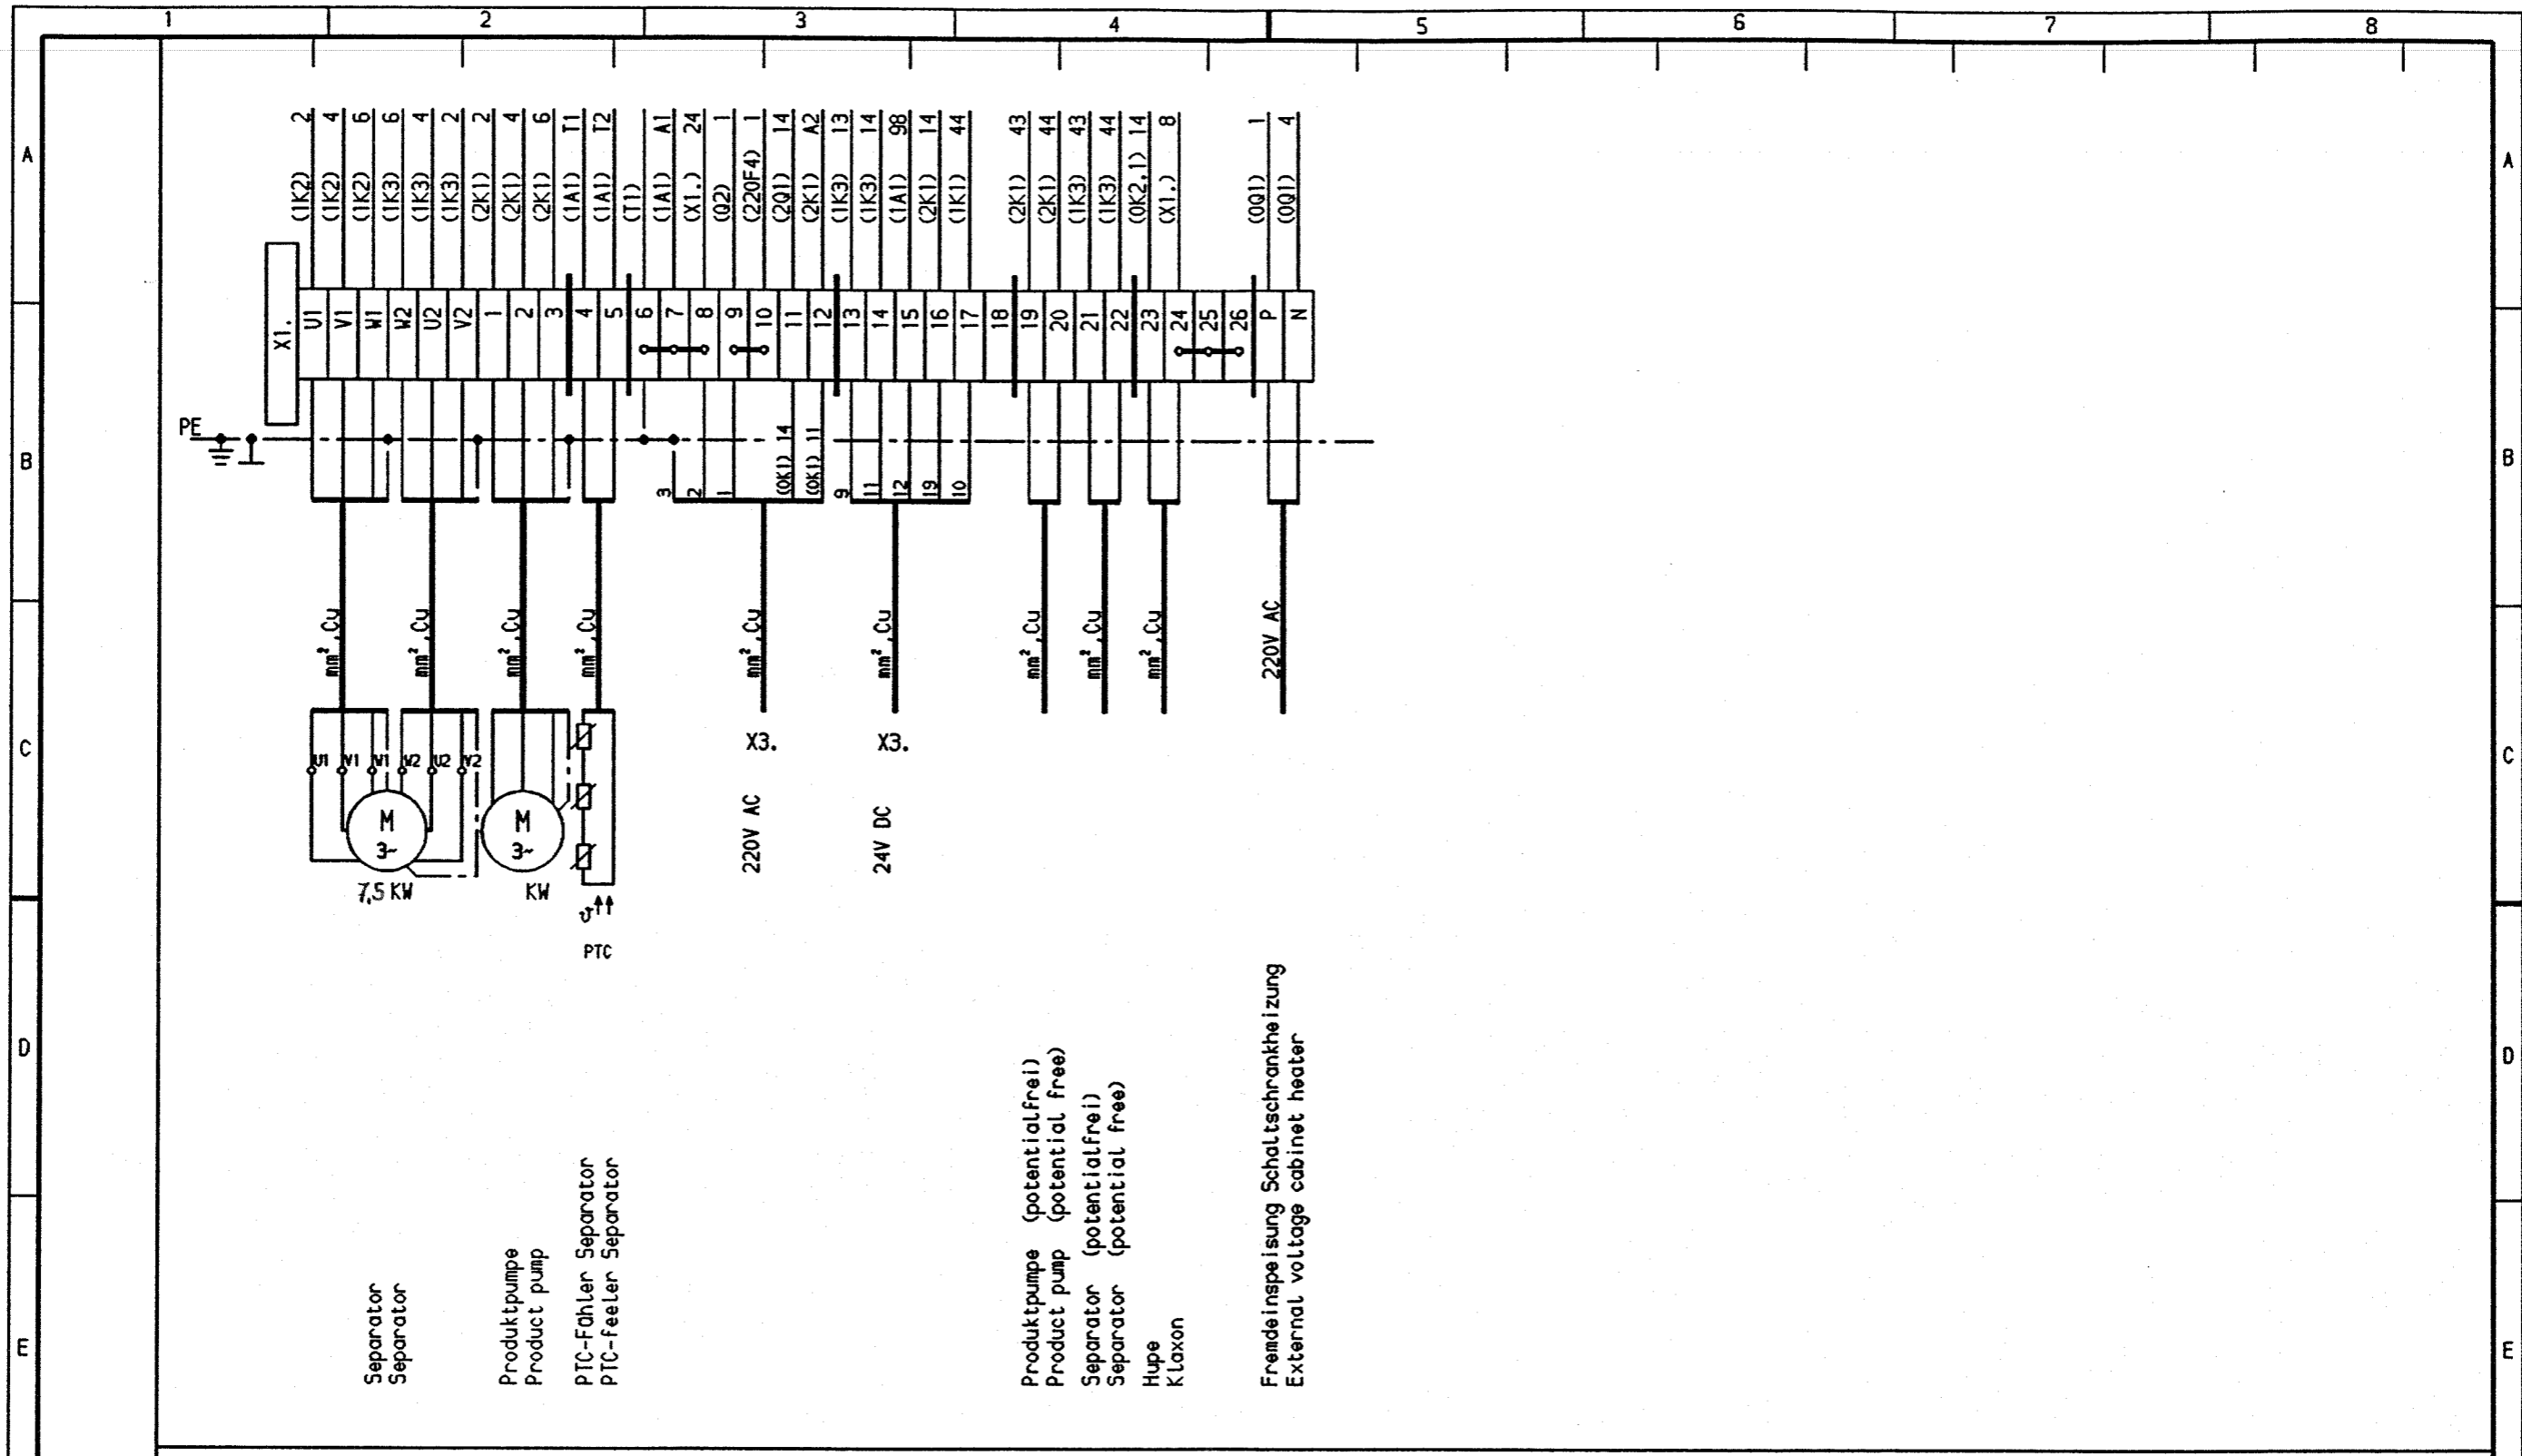 1 2 3 4 5 6 7 8
A A
B B
C C
D D
E E
(1K2) 2
(1K2) 4
(1K2) 6
(1K3) 6
(1K3) 4
(1K3) 2
(2K1) 2
(2K1) 4
(2K1) 6
(1A1) T1
(1A1) T2
(T1)
(1A1) A1
(X1.) 24
(Q2) 1
(220F4) 1
(2Q1) 14
(2K1) A2
(1K3) 13
(1K3) 14
(1A1) 98
(2K1) 14
(1K1) 44
(2K1) 43
(2K1) 44
(1K3) 43
(1K3) 44
(0K2.1) 14
(X1.) 8
(0Q1) 1
(0Q1) 4
X1.
U1 V1 W1 W2 U2 V2 1 2 3 4 5 6 7 8 9 10 11 12 13 14 15 16 17 18 19 20 21 22 23 24 25 26 P N
PE
3
2
1
(0K1) 14
(0K1) 11
9
11
12
19
10
mm²,Cu
mm²,Cu
mm²,Cu
mm²,Cu
mm²,Cu
mm²,Cu
mm²,Cu
mm²,Cu
mm²,Cu
220V AC
U1 V1 W1 W2 U2 V2
M
3~
7,5 KW
M
3~
KW
ϑ
PTC
X3.
220V AC
X3.
24V DC
Separator
Separator
Produktpumpe
Product pump
PTC-Fühler Separator
PTC-feeler Separator
Produktpumpe (potentialfrei)
Product pump (potential free)
Separator (potentialfrei)
Separator (potential free)
Hupe
Klaxon
Fremdeinspeisung Schaltschrankheizung
External voltage cabinet heater